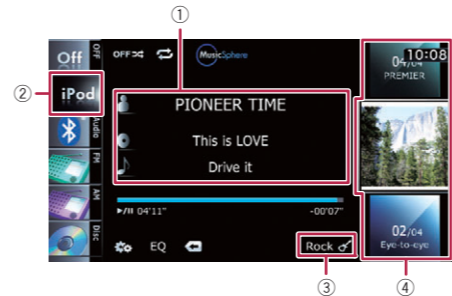 ①
Off
OFF
OFF
MusicSphere
04/04
10:08
PREMIER
②
iPod
PIONEER TIME
Audio
This is LOVE
FM
Drive it
AM
▶/II 04'11"
-00'07"
Disc
EQ
Rock
02/04
Eye-to-eye
③
④